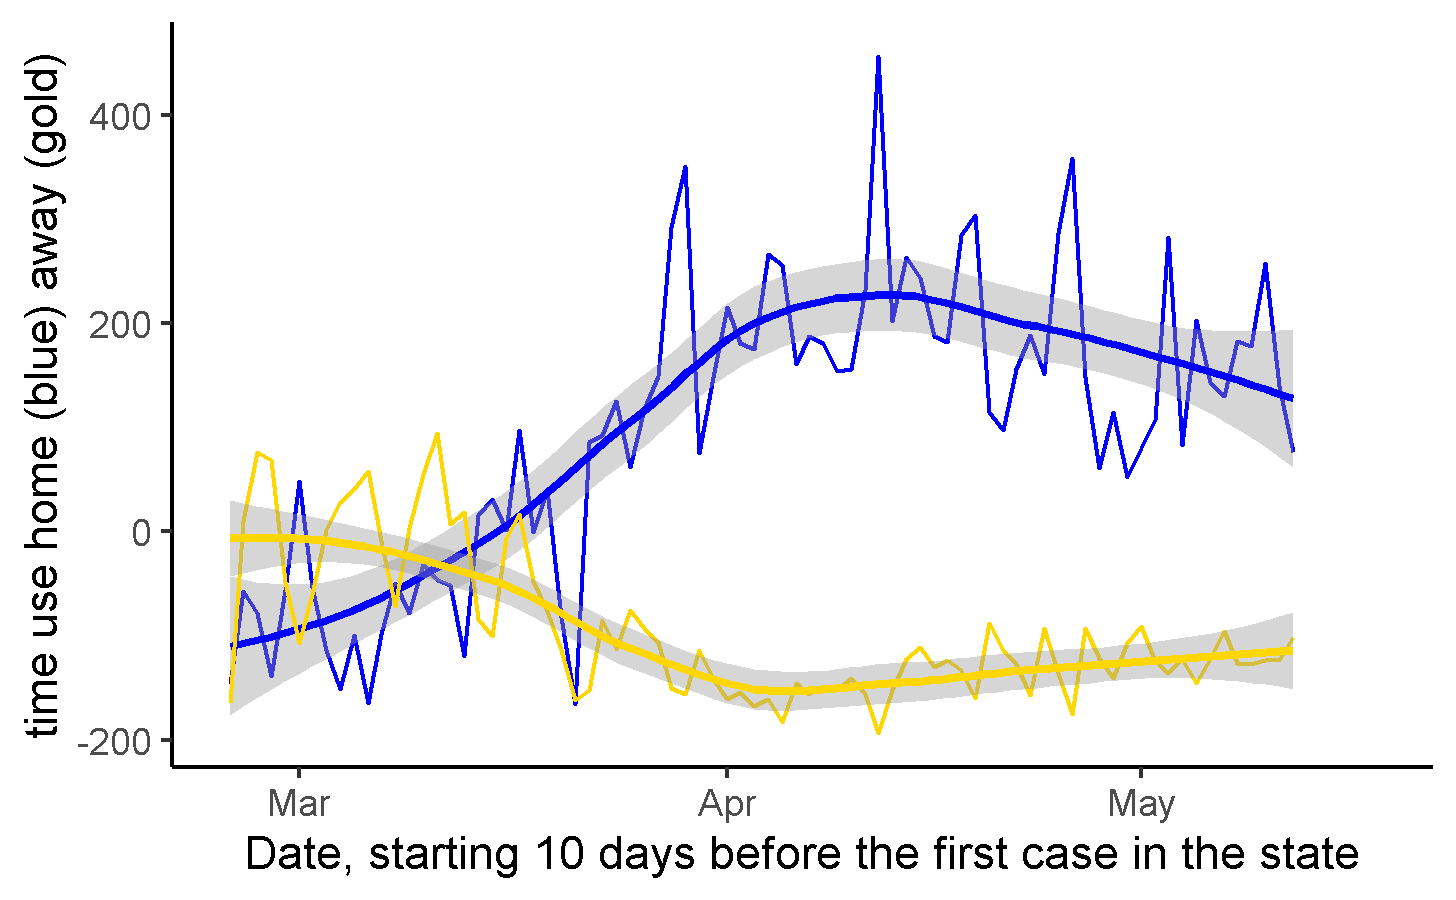 time use home (blue) away (gold)
400
200
0
-200
Mar
Apr
May
Date, starting 10 days before the first case in the state